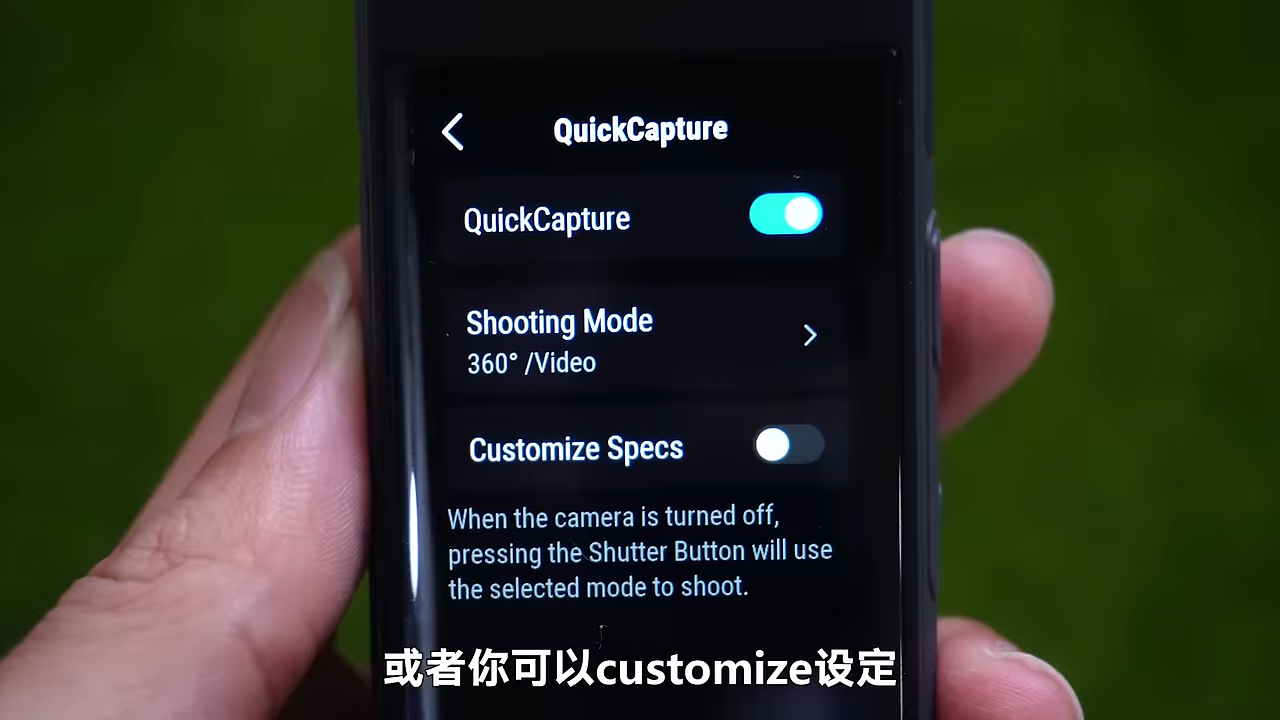 QuickCapture
QuickCapture
Shooting Mode
360° /Video
Customize Specs
When the camera is turned off,
pressing the Shutter Button will use
the selected mode to shoot.
或者你可以customize设定